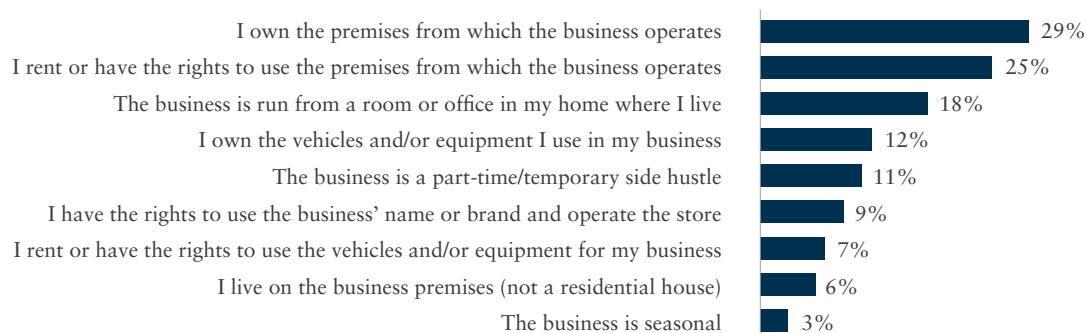 I own the premises from which the business operates 29%
I rent or have the rights to use the premises from which the business operates 25%
The business is run from a room or office in my home where I live 18%
I own the vehicles and/or equipment I use in my business 12%
The business is a part-time/temporary side hustle 11%
I have the rights to use the business’ name or brand and operate the store 9%
I rent or have the rights to use the vehicles and/or equipment for my business 7%
I live on the business premises (not a residential house) 6%
The business is seasonal 3%